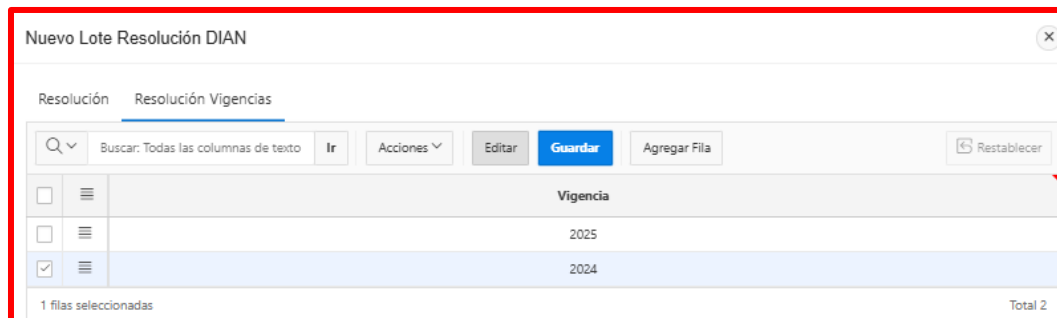 Nuevo Lote Resolución DIAN
Resolución Resolución Vigencias
Buscar: Todas las columnas de texto Ir Acciones Editar Guardar Agregar Fila Restablecer
Vigencia
2025
2024
1 filas seleccionadas Total 2